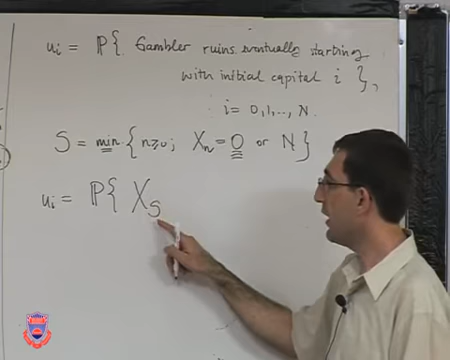 uᵢ = ℙ{ Gambler ruins eventually starting
with initial capital i },
i = 0,1,..., N.
S = min {n≥0; Xₙ = 0 or N}
uᵢ = ℙ{ X_S